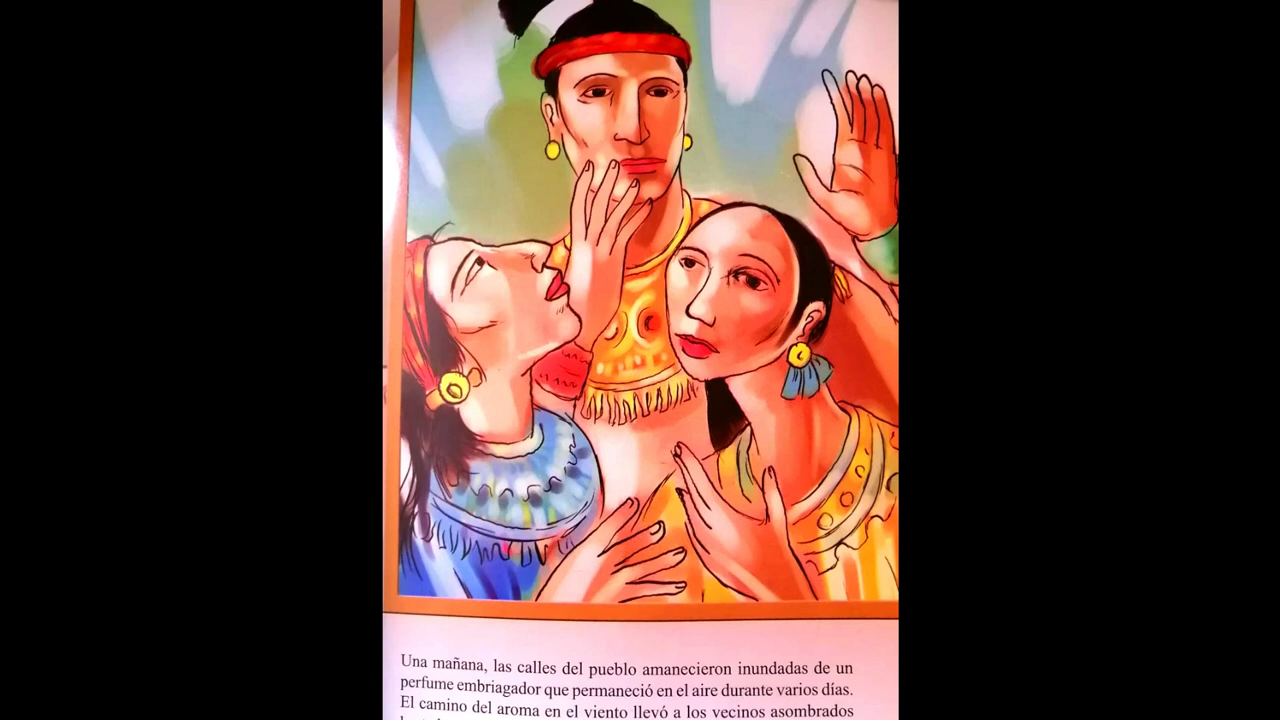 Una mañana, las calles del pueblo amanecieron inundadas de un
perfume embriagador que permaneció en el aire durante varios días.
El camino del aroma en el viento llevó a los vecinos asombrados